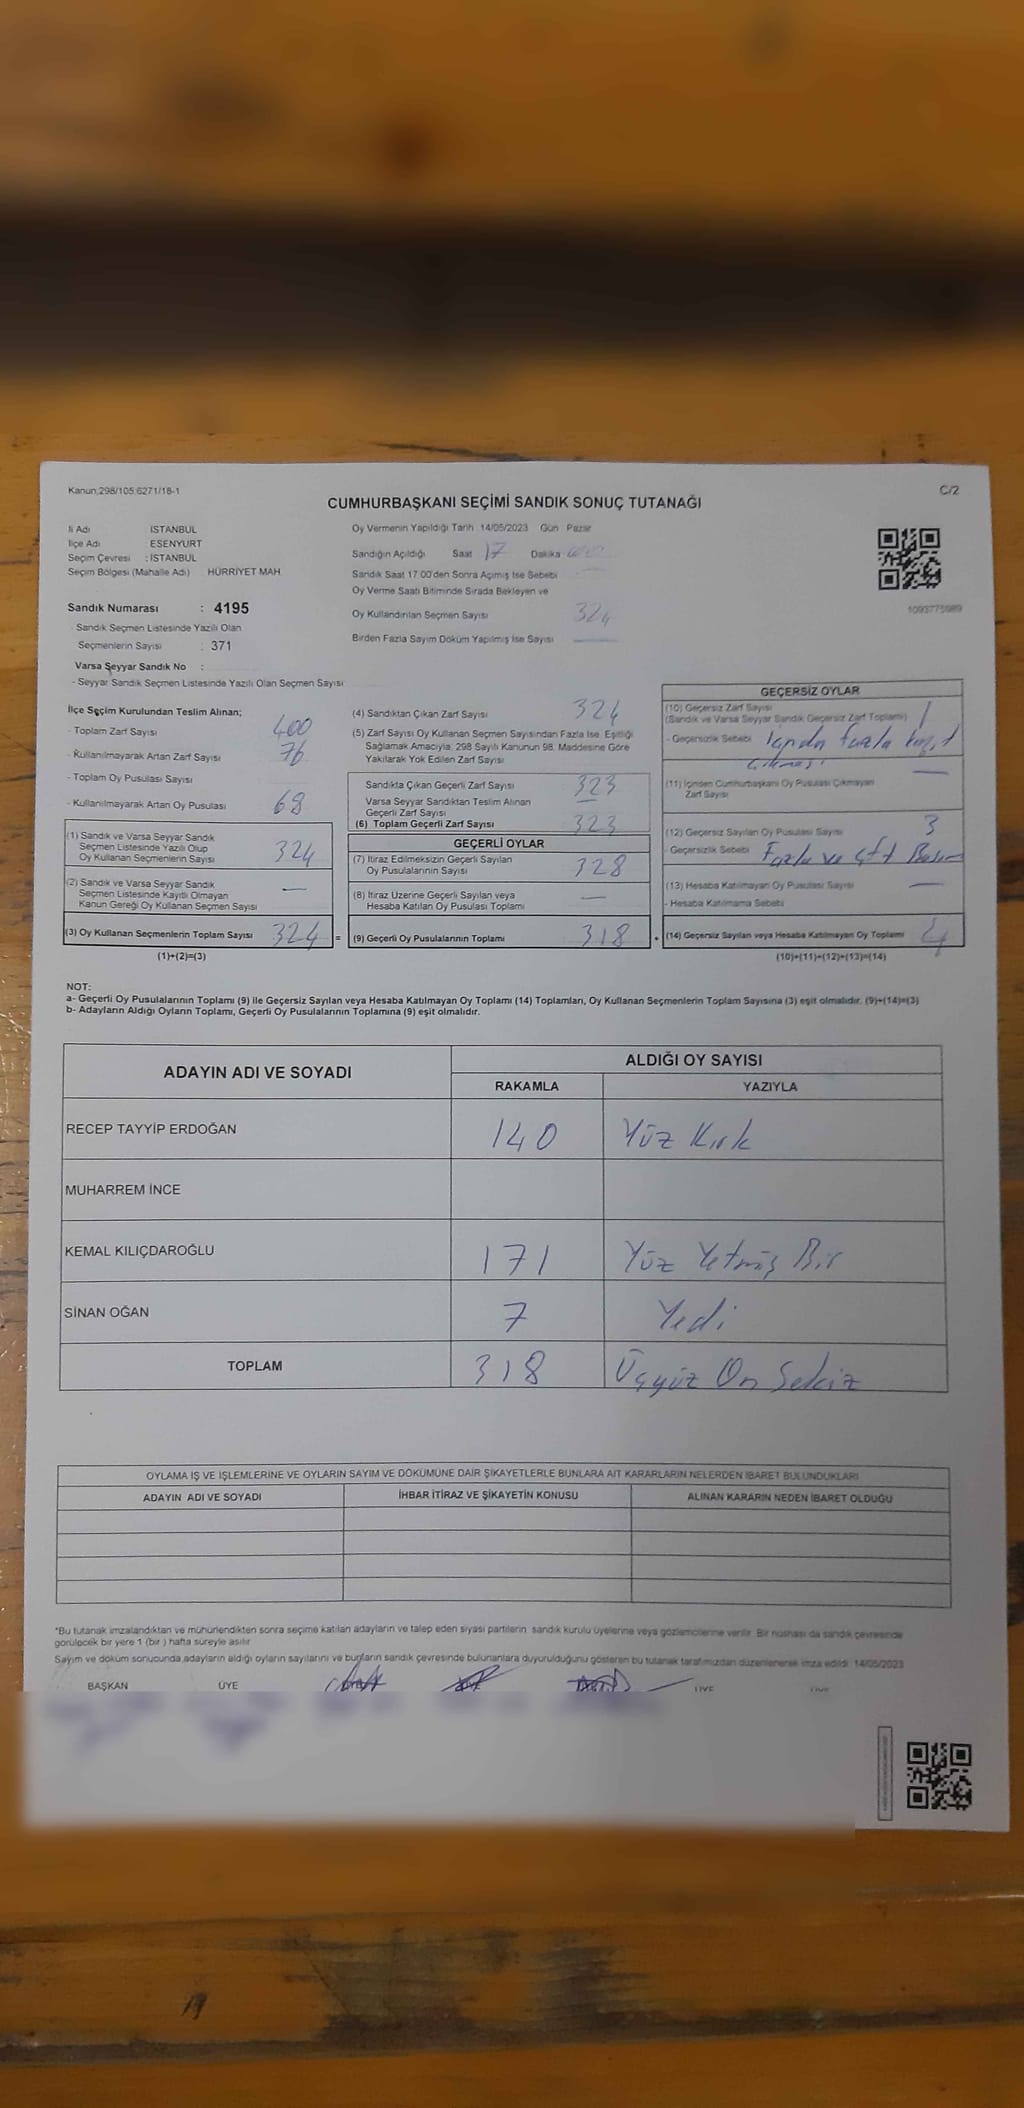 Kanun,298/105;6271/18-1
C/2
CUMHURBAŞKANI SEÇİMİ SANDIK SONUÇ TUTANAĞI
İli Adı İSTANBUL
İlçe Adı ESENYURT
Seçim Çevresi : İSTANBUL
Seçim Bölgesi (Mahalle Adı) HÜRRİYET MAH
Sandık Numarası : 4195
Sandık Seçmen Listesinde Yazılı Olan
Seçmenlerin Sayısı : 371
Varsa Seyyar Sandık No :
- Seyyar Sandık Seçmen Listesinde Yazılı Olan Seçmen Sayısı
Oy Vermenin Yapıldığı Tarih 14/05/2023 Gün Pazar
Sandığın Açıldığı Saat 17 Dakika
Sandık Saat 17 00'den Sonra Açımış Ise Sebebi
Oy Verme Saati Bitiminde Sırada Bekleyen ve
Oy Kullandırılan Seçmen Sayısı 324
Birden Fazla Sayım Döküm Yapılmış İse Sayısı —
1093775989
İlçe Seçim Kurulundan Teslim Alınan;
- Toplam Zarf Sayısı 400
- Kullanılmayarak Artan Zarf Sayısı 76
- Toplam Oy Pusulası Sayısı
- Kullanılmayarak Artan Oy Pusulası 68
(1) Sandık ve Varsa Seyyar Sandık
Seçmen Listesinde Yazılı Olup
Oy Kullanan Seçmenlerin Sayısı 324
(2) Sandık ve Varsa Seyyar Sandık
Seçmen Listesinde Kayıtlı Olmayan
Kanun Gereği Oy Kullanan Seçmen Sayısı —
(3) Oy Kullanan Seçmenlerin Toplam Sayısı 324 =
(1)+(2)=(3)
(4) Sandıktan Çıkan Zarf Sayısı 324
(5) Zarf Sayısı Oy Kullanan Seçmen Sayısından Fazla İse, Eşitliği
Sağlamak Amacıyla, 298 Sayılı Kanunun 98. Maddesine Göre
Yakılarak Yok Edilen Zarf Sayısı
Sandıkta Çıkan Geçerli Zarf Sayısı 323
Varsa Seyyar Sandıktan Teslim Alınan
Geçerli Zarf Sayısı —
(6) Toplam Geçerli Zarf Sayısı 323
GEÇERLİ OYLAR
(7) İtiraz Edilmeksizin Geçerli Sayılan
Oy Pusulalarının Sayısı 328
(8) İtiraz Üzerine Geçerli Sayılan veya
Hesaba Katılan Oy Pusulası Toplamı —
(9) Geçerli Oy Pusulalarının Toplamı 318 +
GEÇERSİZ OYLAR
(10) Geçersiz Zarf Sayısı
(Sandık ve Varsa Seyyar Sandık Geçersiz Zarf Toplamı) 1
- Geçersizlik Sebebi fazla çıkması
(11) İçinden Cumhurbaşkanı Oy Pusulası Çıkmayan
Zarf Sayısı —
(12) Geçersiz Sayılan Oy Pusulası Sayısı 3
- Geçersizlik Sebebi Fazla ve çift Basım
(13) Hesaba Katılmayan Oy Pusulası Sayısı —
- Hesaba Katılmama Sebebi
(14) Geçersiz Sayılan veya Hesaba Katılmayan Oy Toplamı 4
(10)+(11)+(12)+(13)=(14)
NOT:
a- Geçerli Oy Pusulalarının Toplamı (9) ile Geçersiz Sayılan veya Hesaba Katılmayan Oy Toplamı (14) Toplamları, Oy Kullanan Seçmenlerin Toplam Sayısına (3) eşit olmalıdır. (9)+(14)=(3)
b- Adayların Aldığı Oyların Toplamı, Geçerli Oy Pusulalarının Toplamına (9) eşit olmalıdır.
ADAYIN ADI VE SOYADI
ALDIĞI OY SAYISI
RAKAMLA YAZIYLA
RECEP TAYYİP ERDOĞAN 140 Yüz Kırk
MUHARREM İNCE
KEMAL KILIÇDAROĞLU 171 Yüz Yetmiş Bir
SİNAN OĞAN 7 Yedi
TOPLAM 318 Üçyüz On Sekiz
OYLAMA İŞ VE İŞLEMLERİNE VE OYLARIN SAYIM VE DÖKÜMÜNE DAİR ŞİKAYETLERLE BUNLARA AİT KARARLARIN NELERDEN İBARET BULUNDUKLARI
ADAYIN ADI VE SOYADI İHBAR İTİRAZ VE ŞİKAYETİN KONUSU ALINAN KARARIN NEDEN İBARET OLDUĞU
*Bu tutanak imzalandıktan ve mühürlendikten sonra seçime katılan adayların ve talep eden siyasi partilerin sandık kurulu üyelerine veya gözlemcilerine verilir. Bir nüshası da sandık çevresinde
görülecek bir yere 1 (bir ) hafta süreyle asılır
Sayım ve döküm sonucunda,adayların aldığı oyların sayılarını ve bunların sandık çevresinde bulunanlara duyurulduğunu gösteren bu tutanak tarafımızdan düzenlenerek imza edildi. 14/05/2023
BAŞKAN ÜYE ÜYE ÜYE